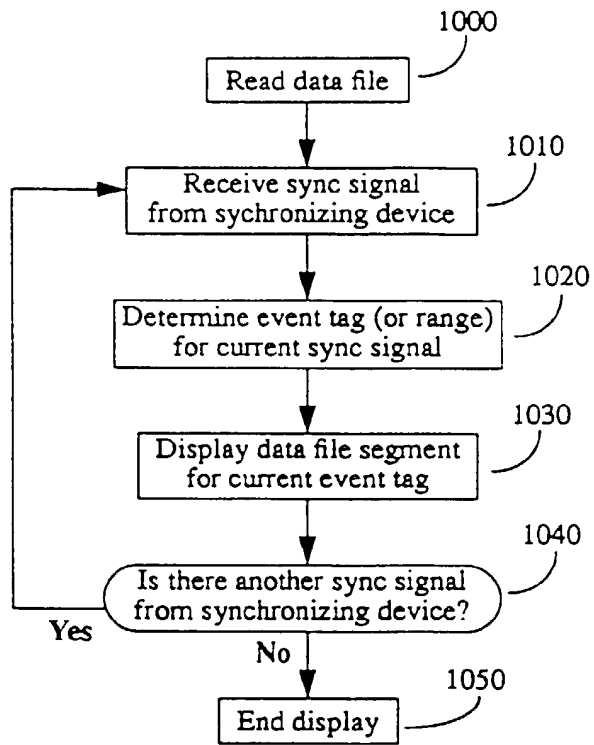 1000
Read data file
1010
Receive sync signal
from sychronizing device
1020
Determine event tag (or range)
for current sync signal
1030
Display data file segment
for current event tag
1040
Is there another sync signal
from synchronizing device?
Yes
No
1050
End display